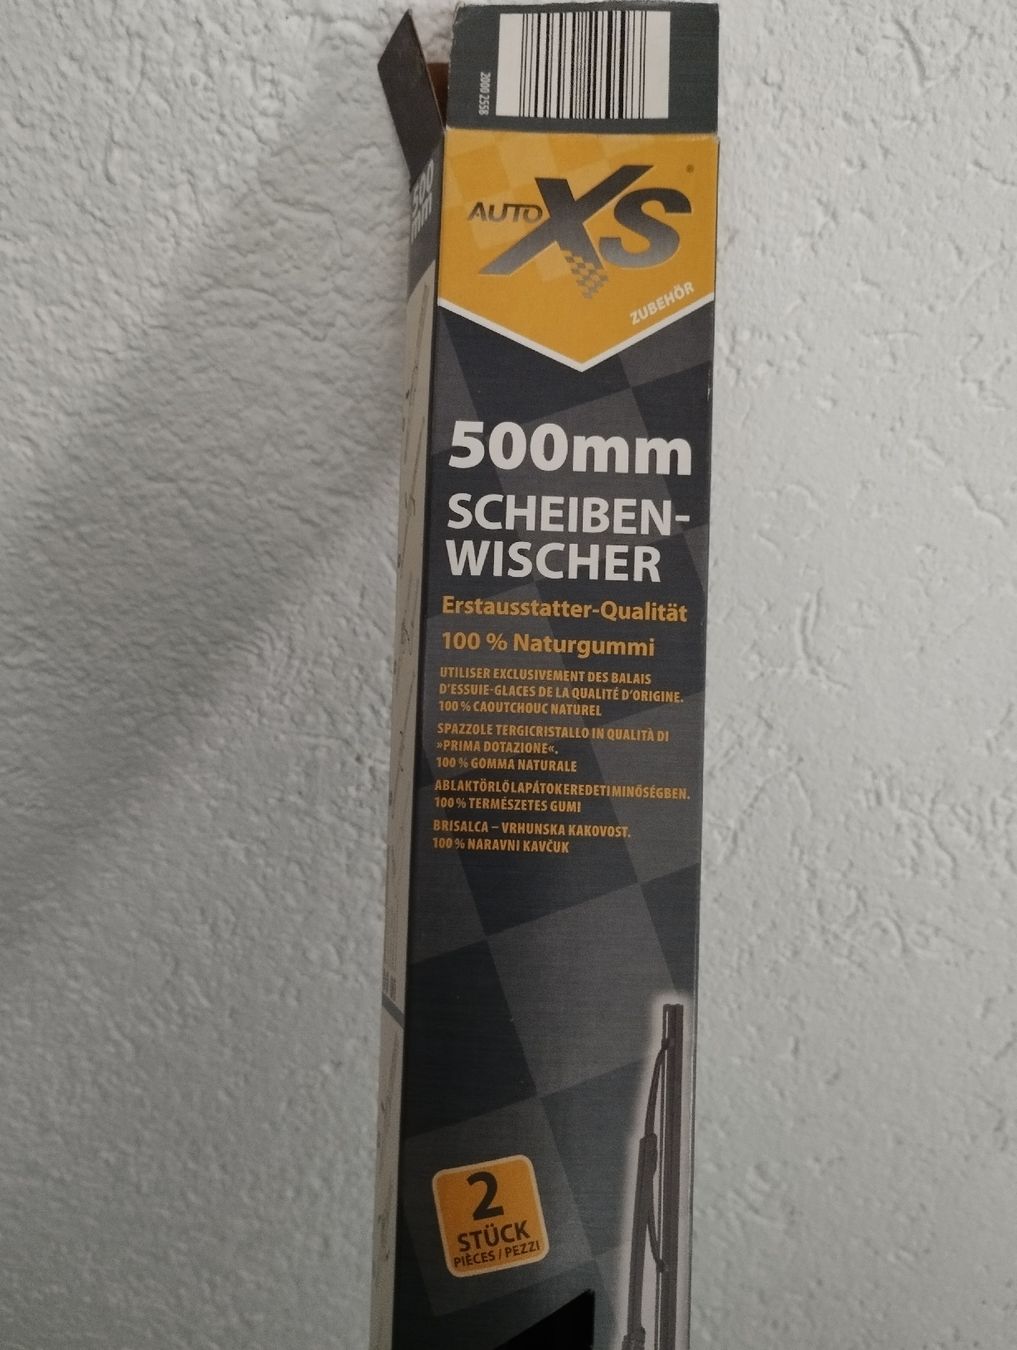 2000 2558
500
mm
AUTO XS®
ZUBEHÖR
500mm
SCHEIBEN-
WISCHER
Erstausstatter-Qualität
100 % Naturgummi
UTILISER EXCLUSIVEMENT DES BALAIS
D'ESSUIE-GLACES DE LA QUALITÉ D'ORIGINE.
100 % CAOUTCHOUC NATUREL
SPAZZOLE TERGICRISTALLO IN QUALITÀ DI
»PRIMA DOTAZIONE«.
100 % GOMMA NATURALE
ABLAKTÖRLŐ LAPÁTOK EREDETI MINŐSÉGBEN.
100 % TERMÉSZETES GUMI
BRISALCA – VRHUNSKA KAKOVOST.
100 % NARAVNI KAVČUK
2
STÜCK
PIÈCES / PEZZI